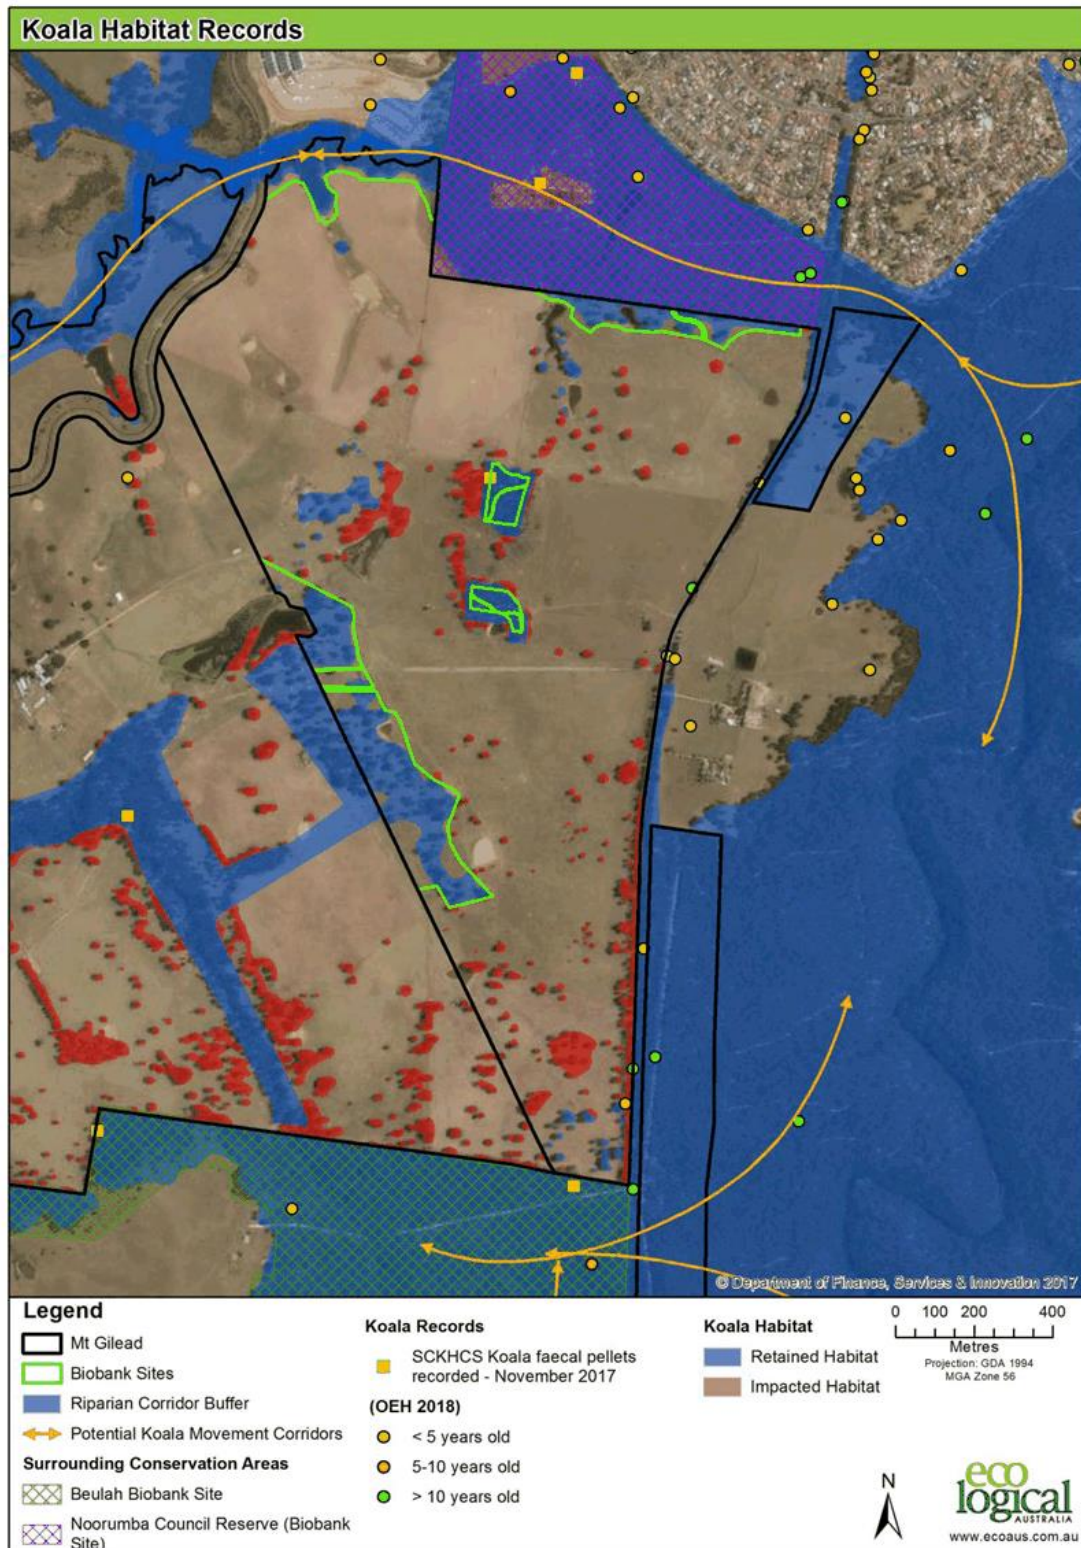 Koala Habitat Records
© Department of Finance, Services & Innovation 2017
Legend
Mt Gilead
Biobank Sites
Riparian Corridor Buffer
Potential Koala Movement Corridors
Surrounding Conservation Areas
Beulah Biobank Site
Noorumba Council Reserve (Biobank
Site)
Koala Records
SCKHCS Koala faecal pellets
recorded - November 2017
(OEH 2018)
< 5 years old
5-10 years old
> 10 years old
Koala Habitat
Retained Habitat
Impacted Habitat
0 100 200 400
Metres
Projection: GDA 1994
MGA Zone 56
N
eco
logical
AUSTRALIA
www.ecoaus.com.au